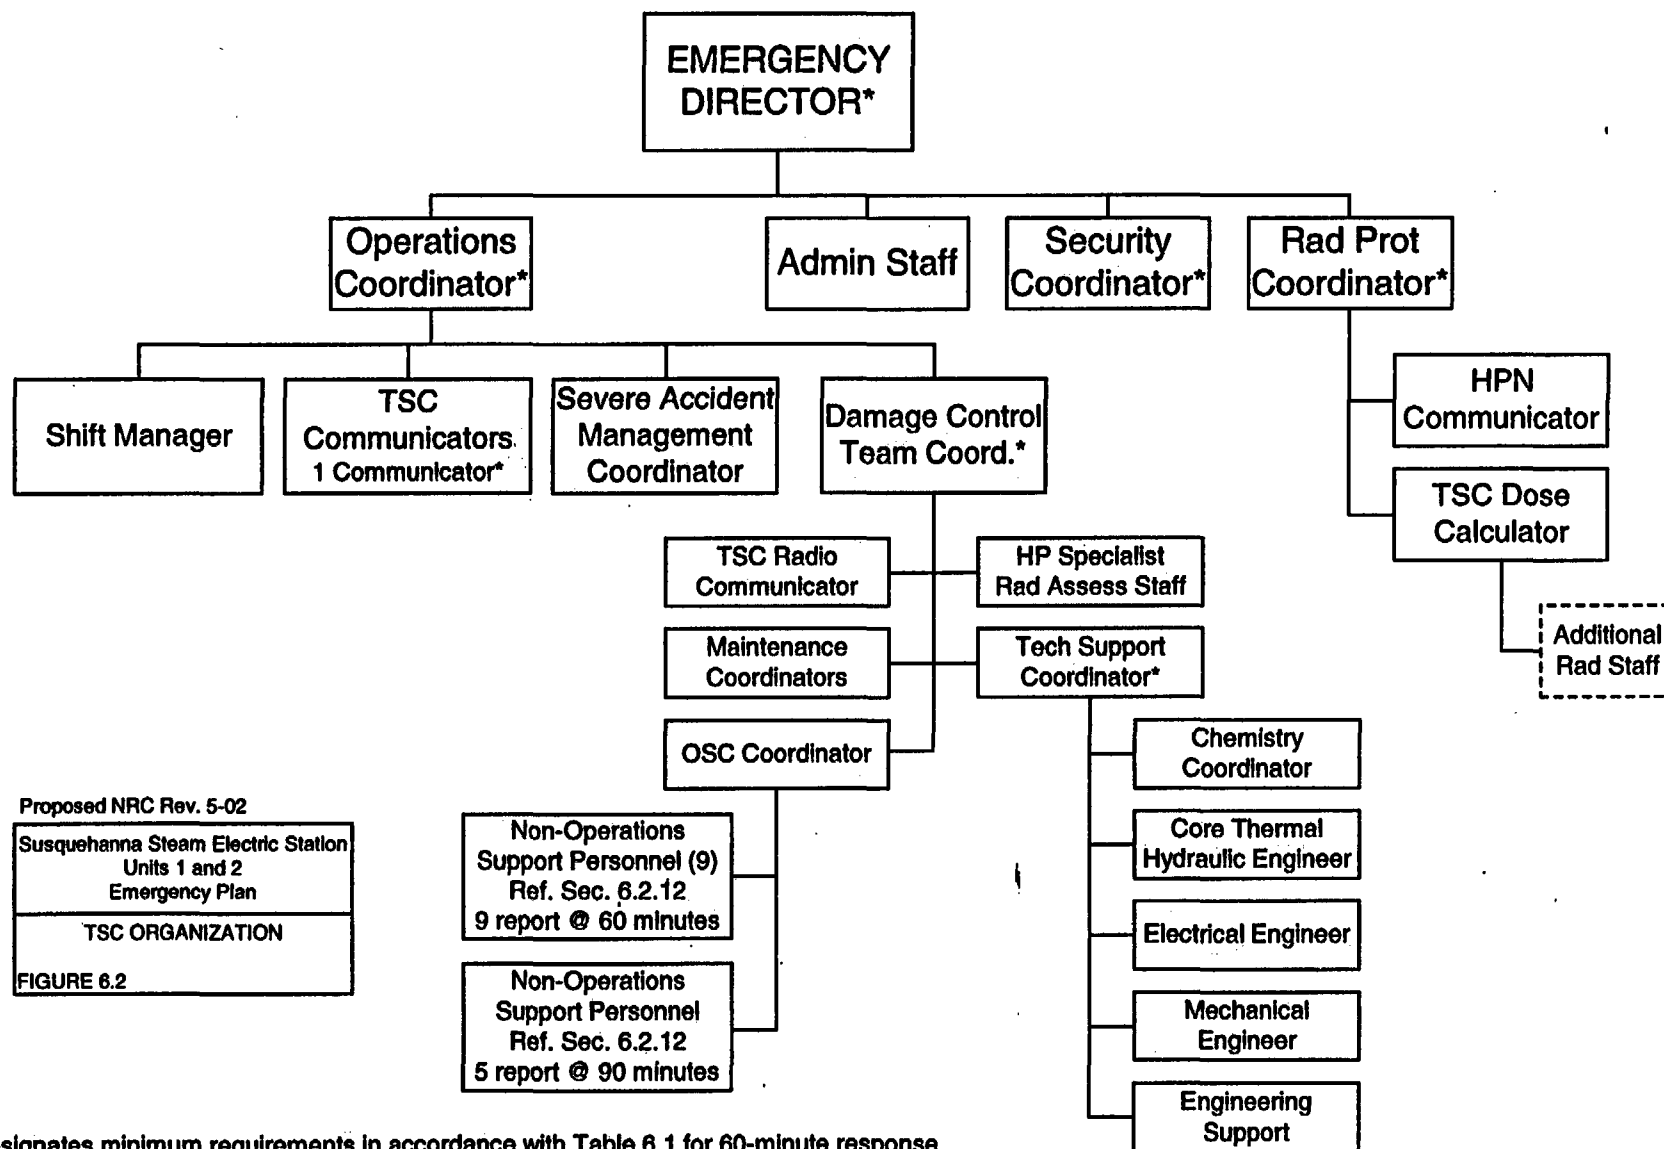 EMERGENCY
DIRECTOR*
Operations
Coordinator*
Admin Staff
Security
Coordinator*
Rad Prot
Coordinator*
Shift Manager
TSC
Communicators
1 Communicator*
Severe Accident
Management
Coordinator
Damage Control
Team Coord.*
HPN
Communicator
TSC Dose
Calculator
Additional
Rad Staff
TSC Radio
Communicator
HP Specialist
Rad Assess Staff
Maintenance
Coordinators
Tech Support
Coordinator*
OSC Coordinator
Chemistry
Coordinator
Core Thermal
Hydraulic Engineer
Electrical Engineer
Mechanical
Engineer
Engineering
Support
Non-Operations
Support Personnel (9)
Ref. Sec. 6.2.12
9 report @ 60 minutes
Non-Operations
Support Personnel
Ref. Sec. 6.2.12
5 report @ 90 minutes
Proposed NRC Rev. 5-02
Susquehanna Steam Electric Station
Units 1 and 2
Emergency Plan
TSC ORGANIZATION
FIGURE 6.2
signates minimum requirements in accordance with Table 6.1 for 60-minute response